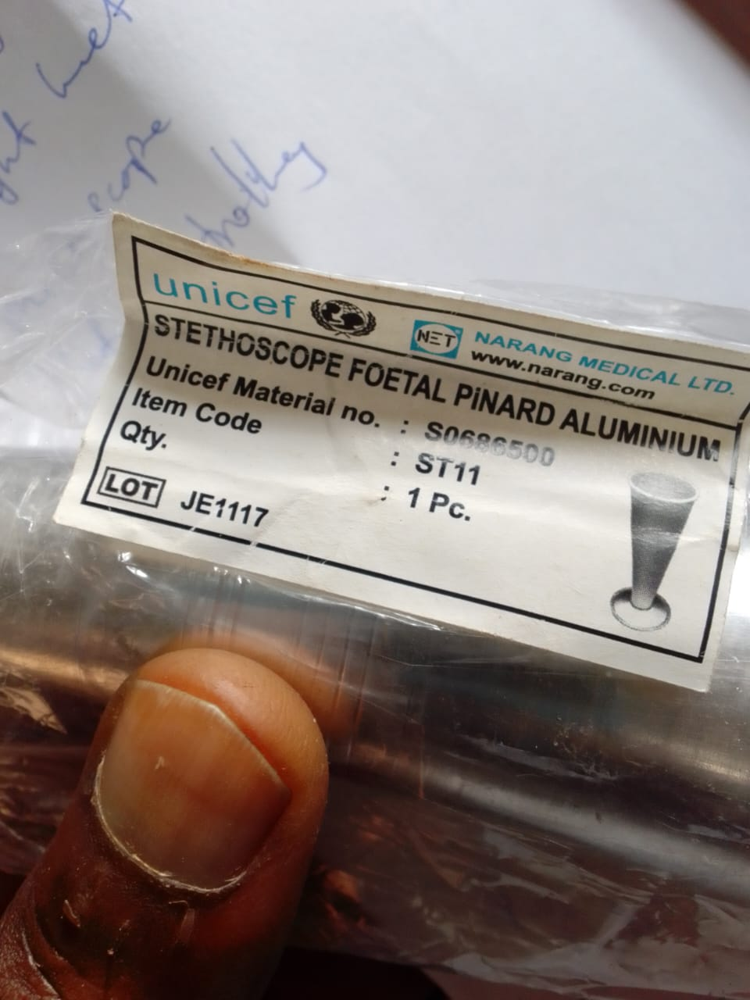 scope
unicef
NET NARANG MEDICAL LTD.
www.narang.com
STETHOSCOPE FOETAL PiNARD ALUMINIUM
Unicef Material no. : S0686500
Item Code : ST11
Qty. : 1 Pc.
LOT JE1117